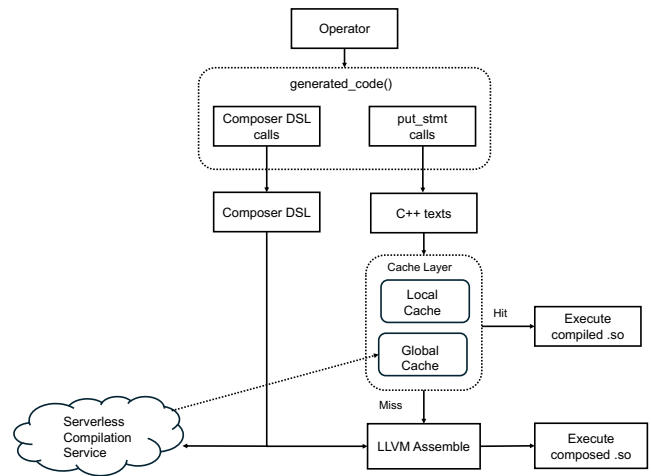 Operator
generated_code()
Composer DSL
calls
put_stmt
calls
Composer DSL
C++ texts
Cache Layer
Local
Cache
Hit
Execute
compiled .so
Global
Cache
Miss
Serverless
Compilation
Service
LLVM Assemble
Execute
composed .so